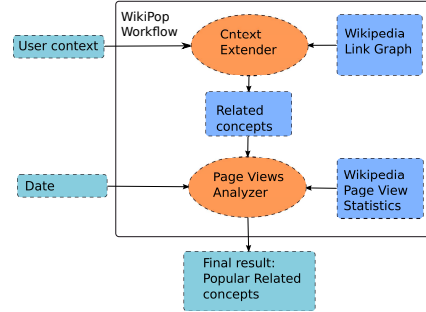 WikiPop
Workflow
User context
Cntext
Extender
Wikipedia
Link Graph
Related
concepts
Date
Page Views
Analyzer
Wikipedia
Page View
Statistics
Final result:
Popular Related
concepts